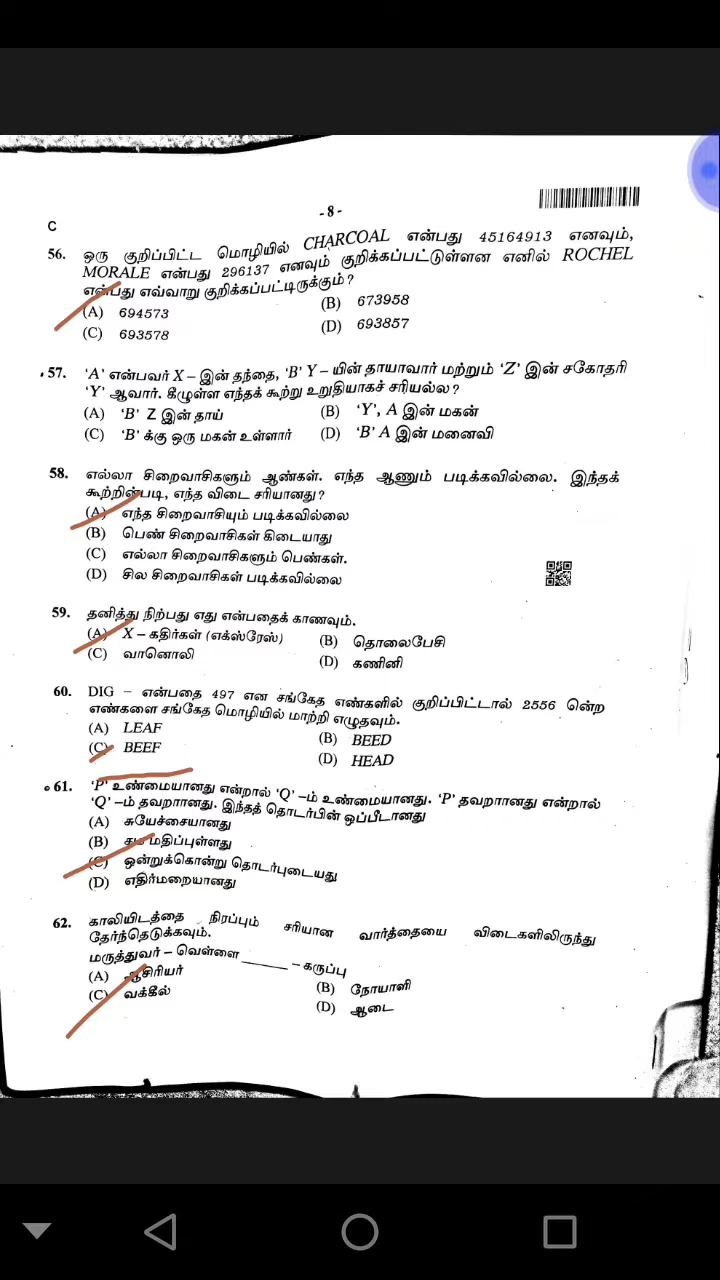 -8-
C
56. ஒரு குறிப்பிட்ட மொழியில் CHARCOAL என்பது 45164913 எனவும்,
MORALE என்பது 296137 எனவும் குறிக்கப்பட்டுள்ளன எனில் ROCHEL
என்பது எவ்வாறு குறிக்கப்பட்டிருக்கும் ?
(A) 694573 (B) 673958
(C) 693578 (D) 693857
57. 'A' என்பவர் X – இன் தந்தை, 'B' Y – யின் தாயாவார் மற்றும் 'Z' இன் சகோதரி
'Y' ஆவார். கீழுள்ள எந்தக் கூற்று உறுதியாகச் சரியல்ல ?
(A) 'B' Z இன் தாய் (B) 'Y', A இன் மகன்
(C) 'B' க்கு ஒரு மகன் உள்ளார் (D) 'B' A இன் மனைவி
58. எல்லா சிறைவாசிகளும் ஆண்கள். எந்த ஆணும் படிக்கவில்லை. இந்தக்
கூற்றின்படி, எந்த விடை சரியானது ?
(A) எந்த சிறைவாசியும் படிக்கவில்லை
(B) பெண் சிறைவாசிகள் கிடையாது
(C) எல்லா சிறைவாசிகளும் பெண்கள்.
(D) சில சிறைவாசிகள் படிக்கவில்லை
59. தனித்து நிற்பது எது என்பதைக் காணவும்.
(A) X – கதிர்கள் (எக்ஸ்ரேஸ்) (B) தொலைபேசி
(C) வானொலி (D) கணினி
60. DIG – என்பதை 497 என சங்கேத எண்களில் குறிப்பிட்டால் 2556 ன்ெற
எண்களை சங்கேத மொழியில் மாற்றி எழுதவும்.
(A) LEAF (B) BEED
(C) BEEF (D) HEAD
61. 'P' உண்மையானது என்றால் 'Q' –ம் உண்மையானது. 'P' தவறாானது என்றால்
'Q' –ம் தவறாானது. இந்தத் தொடர்பின் ஒப்பீடானது
(A) சுயேச்சையானது
(B) சம மதிப்புள்ளது
(C) ஒன்றுக்கொன்று தொடர்புடையது
(D) எதிர்மறையானது
62. காலியிடத்தை நிரப்பும் சரியான வார்த்தையை விடைகளிலிருந்து
தேர்ந்தெடுக்கவும்.
மருத்துவர் – வெள்ளை ______ – கருப்பு
(A) ஆசிரியர் (B) நோயாளி
(C) வக்கீல் (D) ஆடை